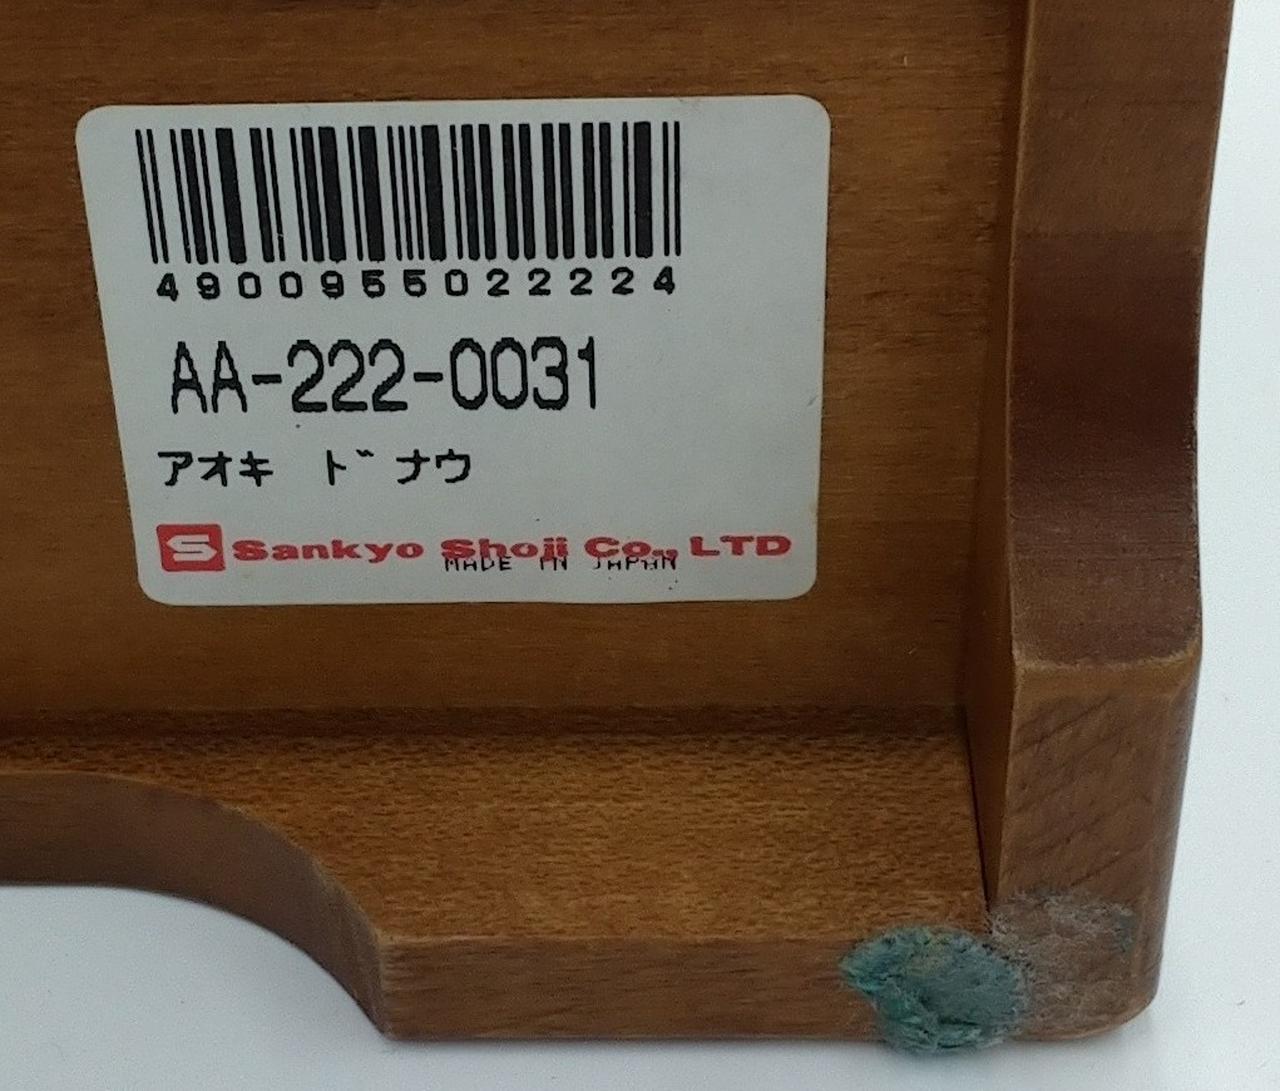 4900955022224
AA-222-0031
アオキ ドナウ
S Sankyo Shoji Co., LTD
MADE IN JAPAN